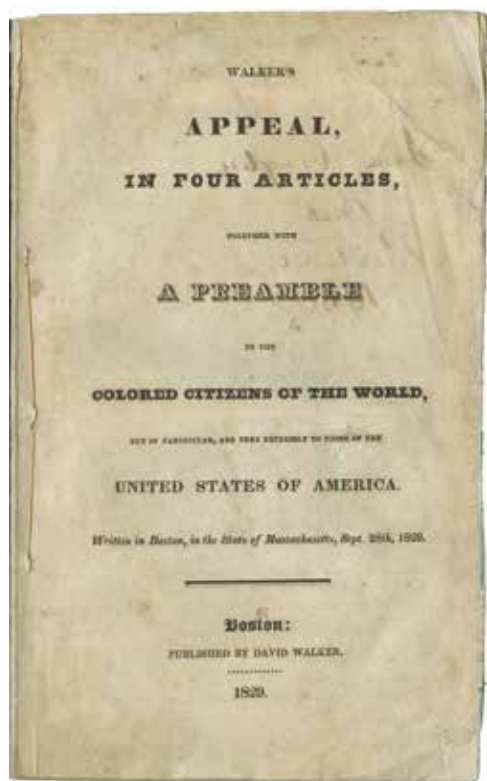 WALKER'S
APPEAL,
IN FOUR ARTICLES,
TOGETHER WITH
A PREAMBLE
TO THE
COLORED CITIZENS OF THE WORLD,
BUT IN PARTICULAR, AND VERY EXPRESSLY TO THOSE OF THE
UNITED STATES OF AMERICA.
Written in Boston, in the State of Massachusetts, Sept. 28th, 1829.
Boston:
PUBLISHED BY DAVID WALKER.
1829.